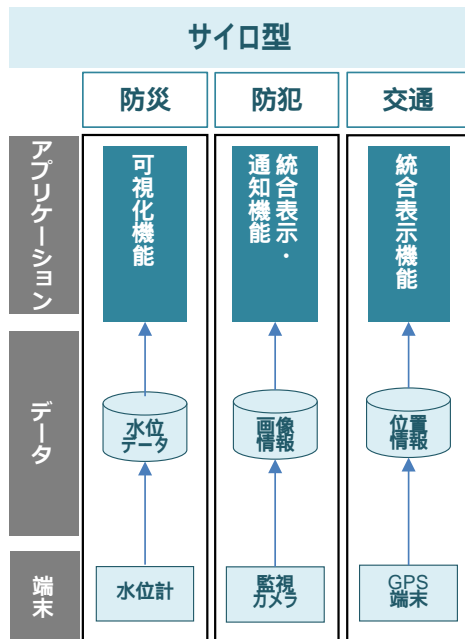 サイロ型
防災
防犯
交通
アプリケーション
可視化機能
統合表示・
通知機能
統合表示機能
データ
水位
データ
画像
情報
位置
情報
端末
水位計
監視
カメラ
GPS
端末